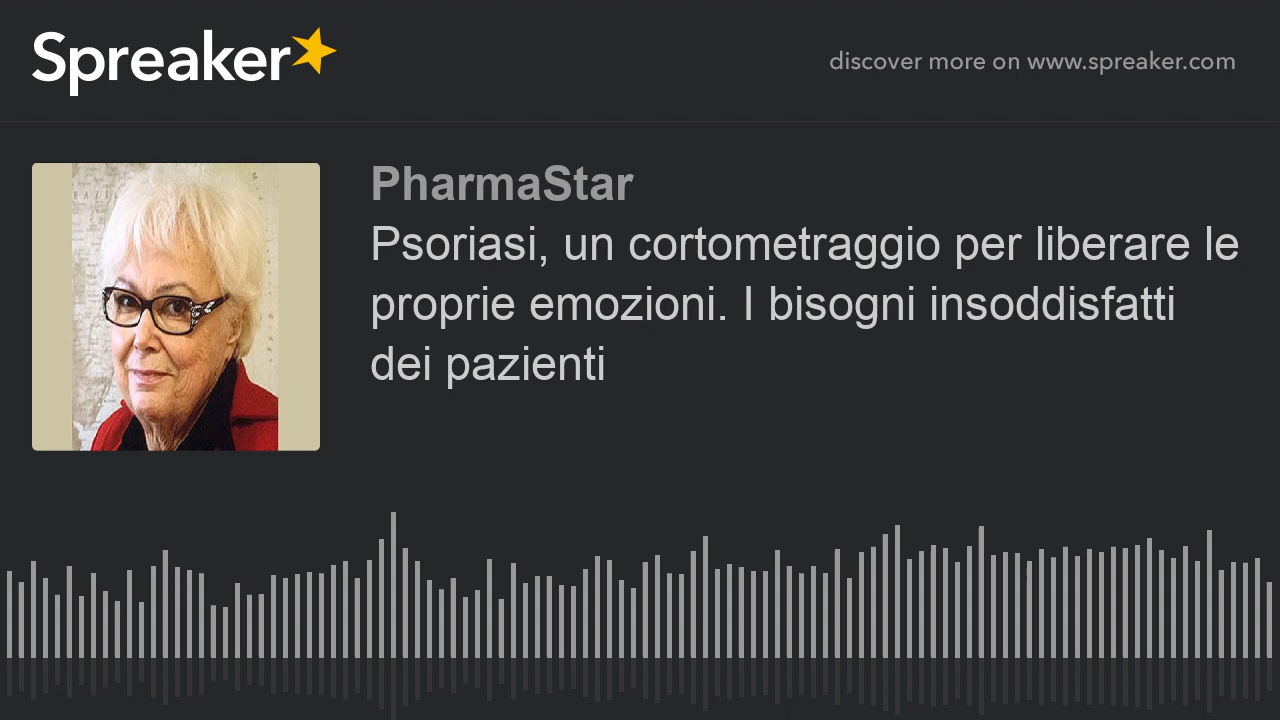 Spreaker
discover more on www.spreaker.com
PharmaStar
Psoriasi, un cortometraggio per liberare le
proprie emozioni. I bisogni insoddisfatti
dei pazienti